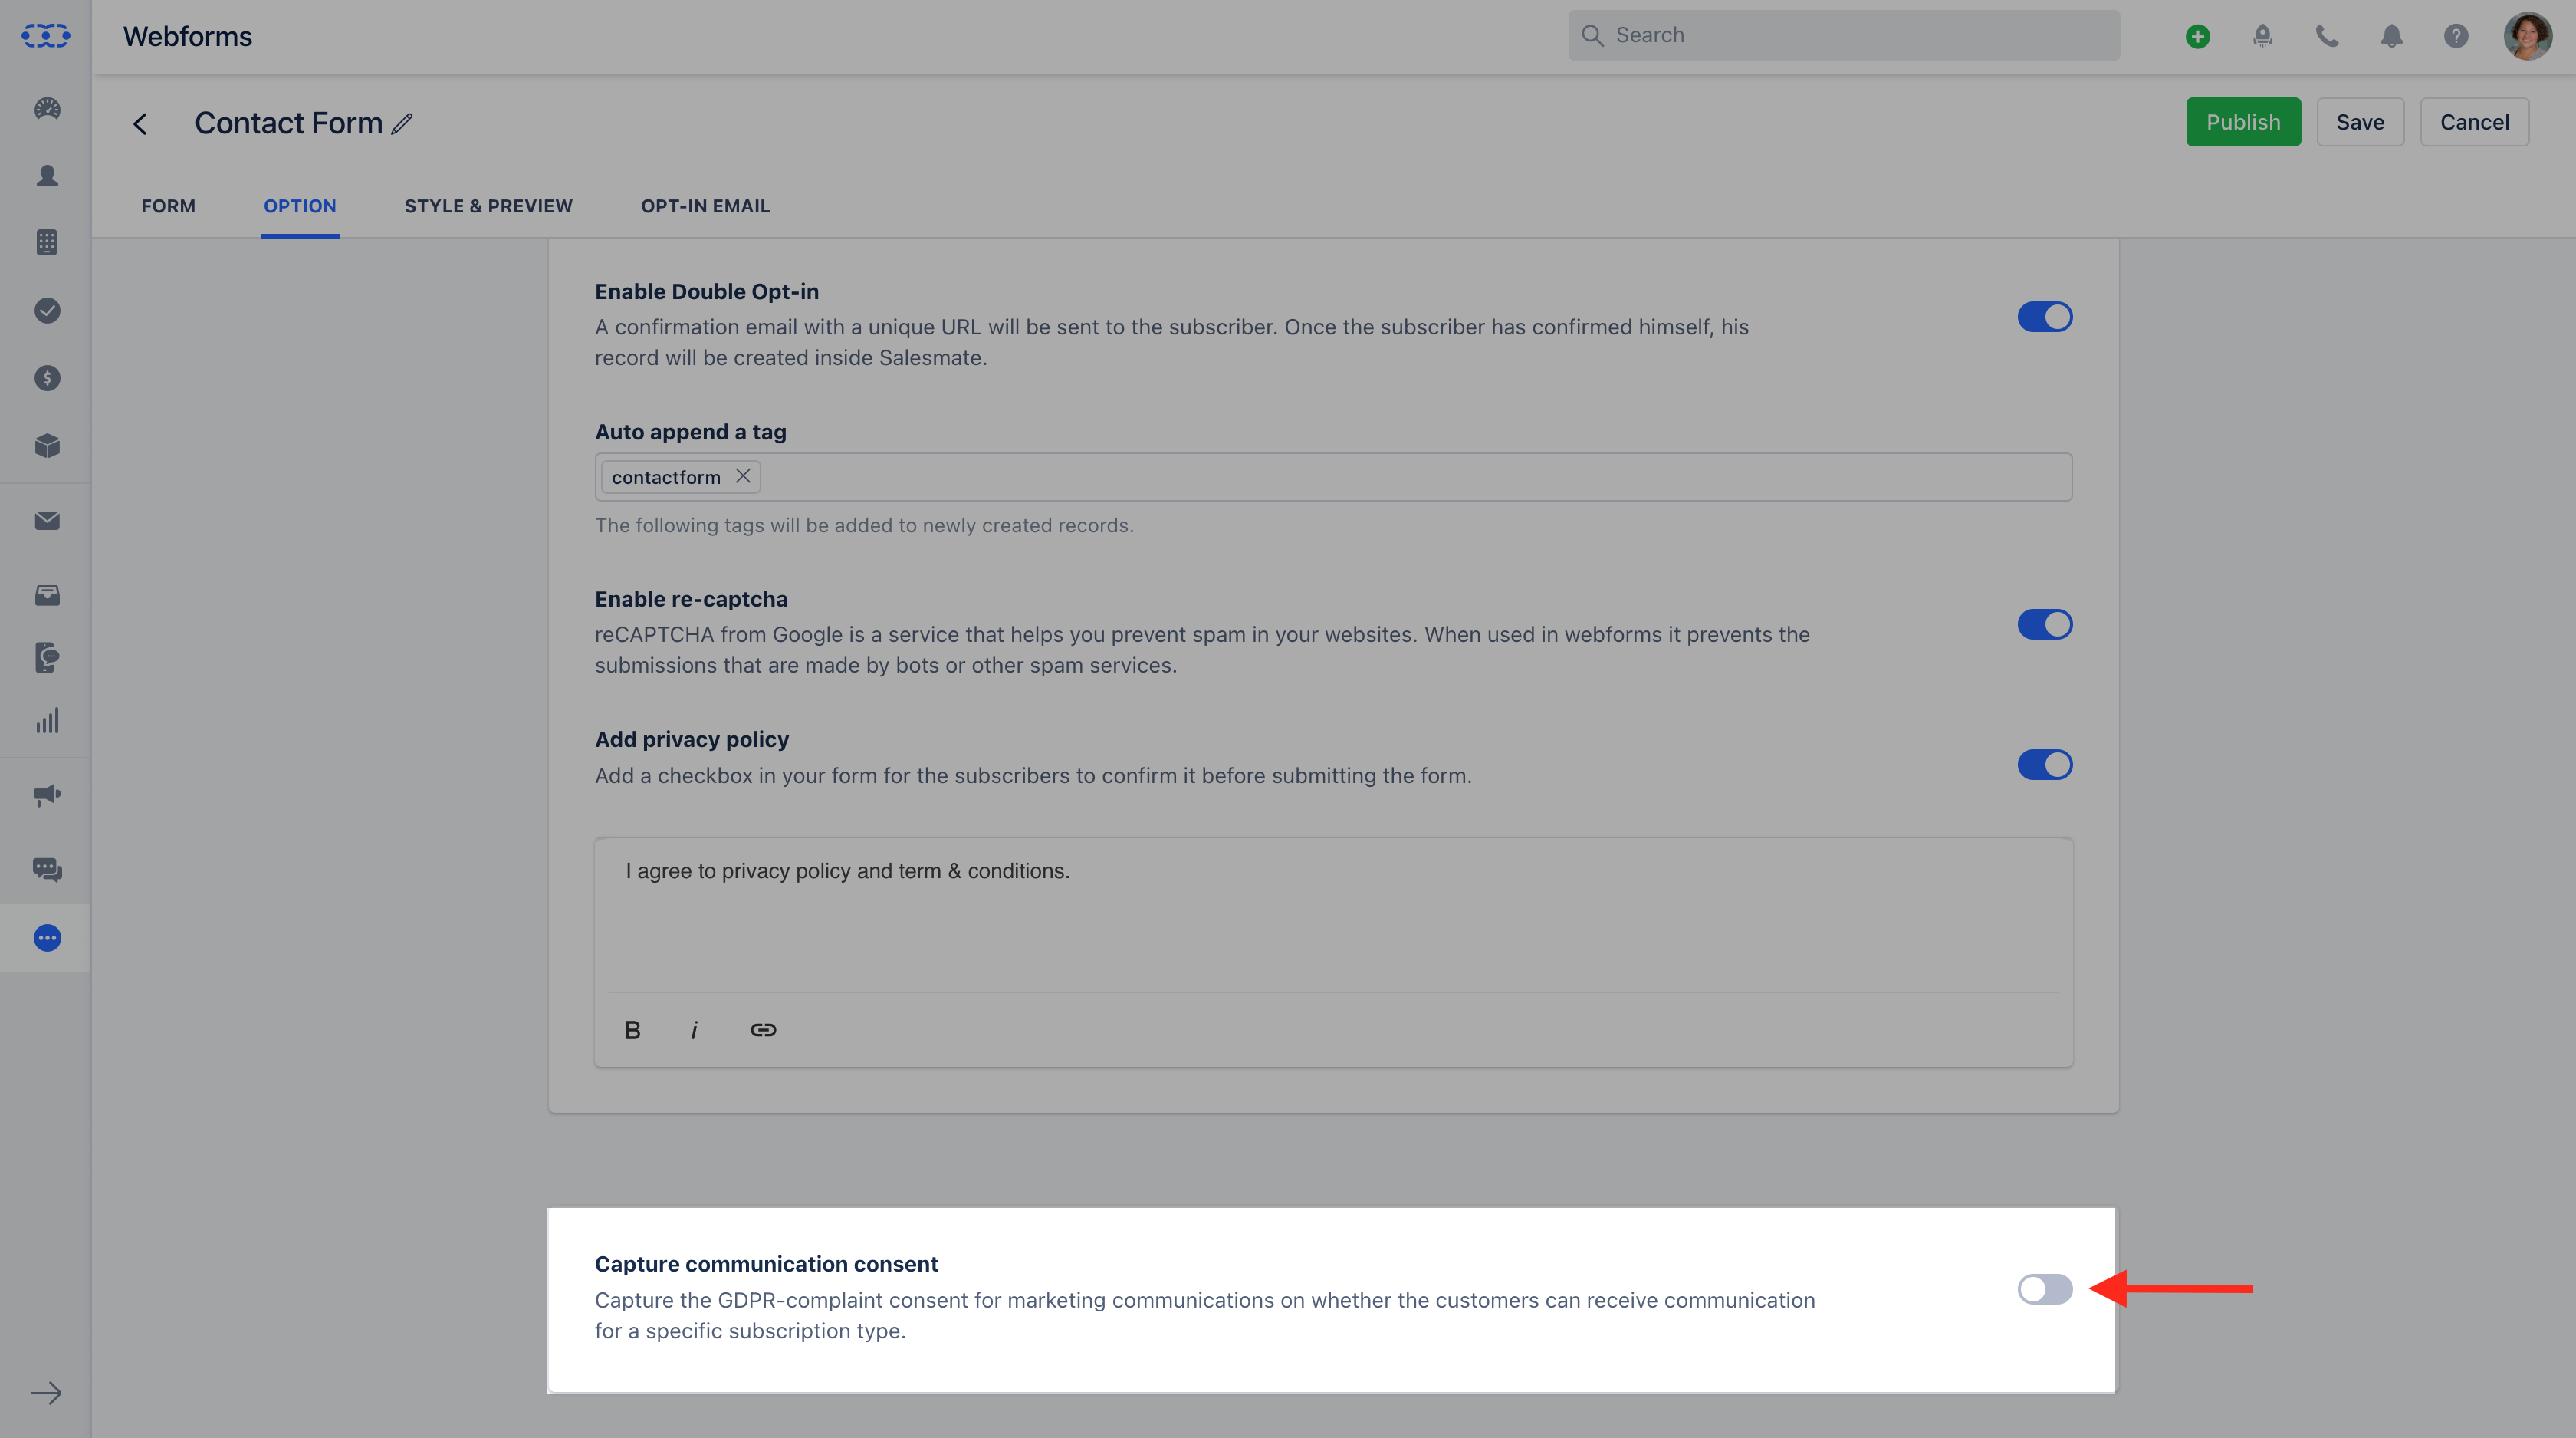 Webforms
Search
Contact Form
Publish
Save
Cancel
FORM
OPTION
STYLE & PREVIEW
OPT-IN EMAIL
Enable Double Opt-in
A confirmation email with a unique URL will be sent to the subscriber. Once the subscriber has confirmed himself, his
record will be created inside Salesmate.
Auto append a tag
contactform
The following tags will be added to newly created records.
Enable re-captcha
reCAPTCHA from Google is a service that helps you prevent spam in your websites. When used in webforms it prevents the
submissions that are made by bots or other spam services.
Add privacy policy
Add a checkbox in your form for the subscribers to confirm it before submitting the form.
I agree to privacy policy and term & conditions.
B
i
Capture communication consent
Capture the GDPR-complaint consent for marketing communications on whether the customers can receive communication
for a specific subscription type.